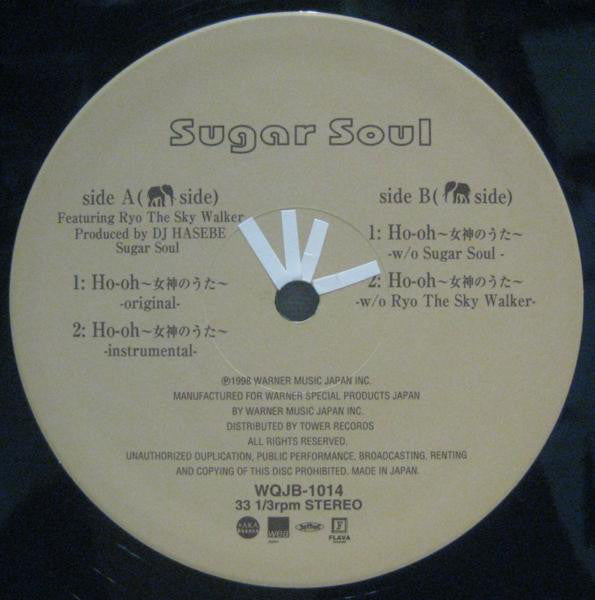 Sugar Soul
side A( side)
Featuring Ryo The Sky Walker
Produced by DJ HASEBE
Sugar Soul
1: Ho-oh～女神のうた～
-original-
2: Ho-oh～女神のうた～
-instrumental-
side B( side)
1: Ho-oh～女神のうた～
-w/o Sugar Soul -
2: Ho-oh～女神のうた～
-w/o Ryo The Sky Walker-
℗1998 WARNER MUSIC JAPAN INC.
MANUFACTURED FOR WARNER SPECIAL PRODUCTS JAPAN
BY WARNER MUSIC JAPAN INC.
DISTRIBUTED BY TOWER RECORDS
ALL RIGHTS RESERVED.
UNAUTHORIZED DUPLICATION, PUBLIC PERFORMANCE, BROADCASTING, RENTING
AND COPYING OF THIS DISC PROHIBITED. MADE IN JAPAN.
WQJB-1014
33 1/3rpm STEREO
FLAVA